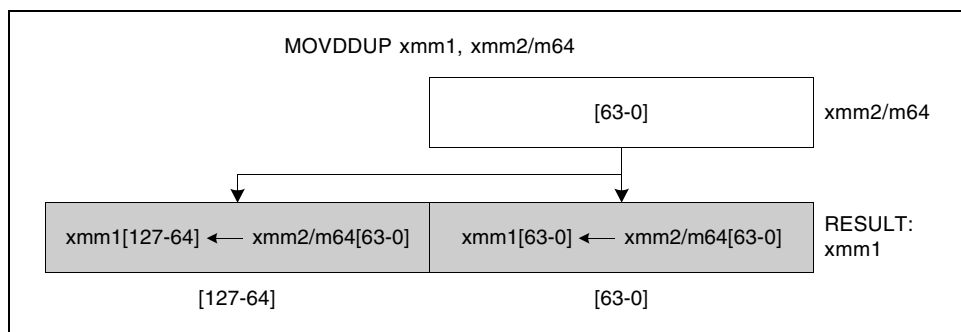 MOVDDUP xmm1, xmm2/m64
[63-0]
xmm2/m64
xmm1[127-64] ← xmm2/m64[63-0]
xmm1[63-0] ← xmm2/m64[63-0]
RESULT:
xmm1
[127-64]
[63-0]